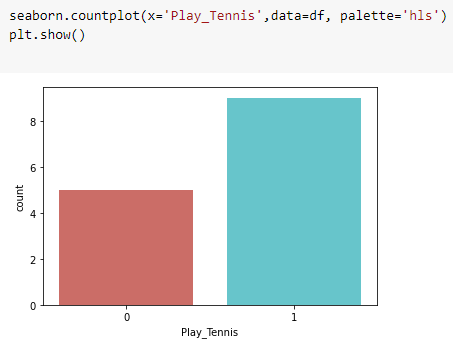 seaborn.countplot(x='Play_Tennis',data=df, palette='hls')
plt.show()
8
6
4
2
0
count
0 1
Play_Tennis